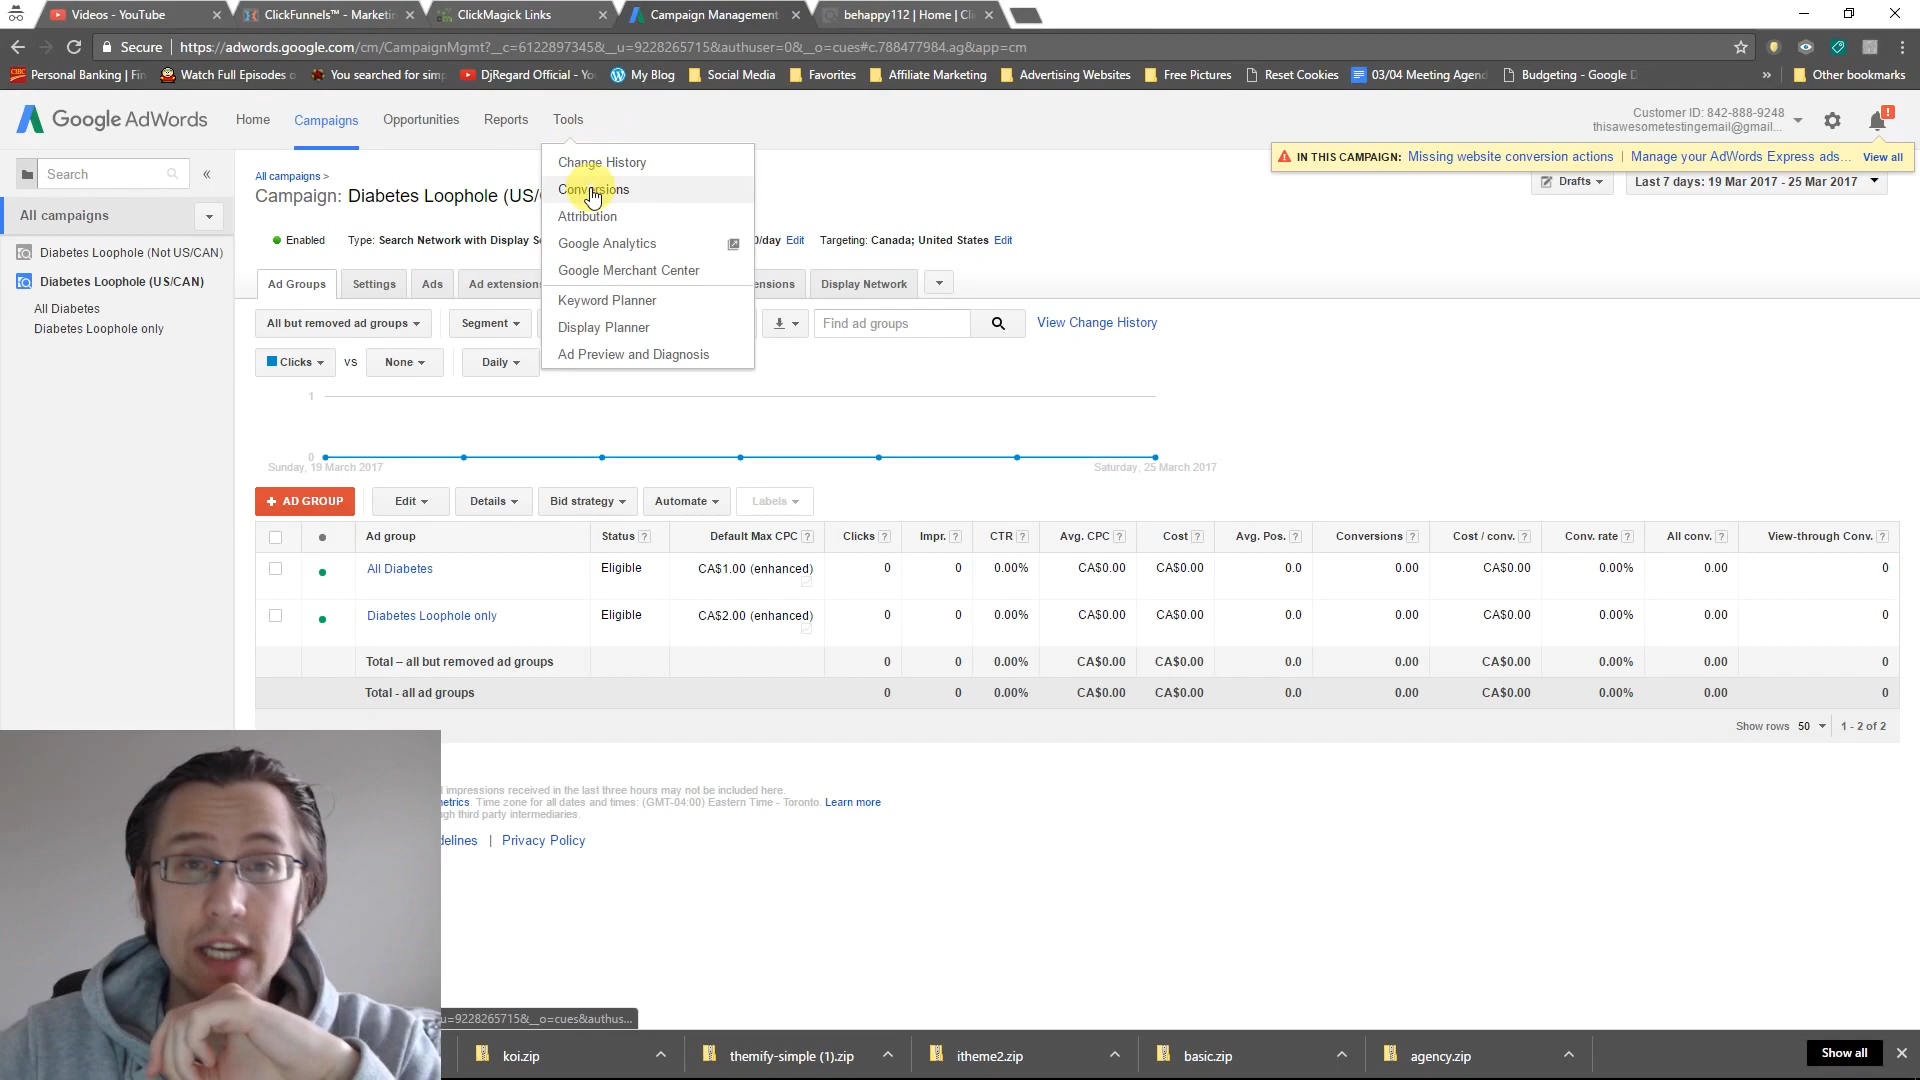 Videos - YouTube
ClickFunnels™ - Marketin
ClickMagick Links
Campaign Management
behappy112 | Home | Cli
Secure
https://adwords.google.com/cm/CampaignMgmt?__c=6122897345&__u=9228265715&authuser=0&__o=cues#c.788477984.ag&app=cm
CIBC
Personal Banking | Fin
Watch Full Episodes o
You searched for simp
DjRegard Official - Yo
My Blog
Social Media
Favorites
Affiliate Marketing
Advertising Websites
Free Pictures
Reset Cookies
03/04 Meeting Agend
Budgeting - Google D
»
Other bookmarks
Google AdWords
Home
Campaigns
Opportunities
Reports
Tools
Customer ID: 842-888-9248
thisawesometestingemail@gmail...
!
IN THIS CAMPAIGN: Missing website conversion actions | Manage your AdWords Express ads... View all
Search
«
All campaigns
Diabetes Loophole (Not US/CAN)
Diabetes Loophole (US/CAN)
All Diabetes
Diabetes Loophole only
All campaigns >
Campaign: Diabetes Loophole (US/
Drafts
Last 7 days: 19 Mar 2017 - 25 Mar 2017
Change History
Conversions
Attribution
Google Analytics
Google Merchant Center
Keyword Planner
Display Planner
Ad Preview and Diagnosis
Enabled
Type: Search Network with Display S
0/day Edit
Targeting: Canada; United States Edit
Ad Groups
Settings
Ads
Ad extensions
ensions
Display Network
All but removed ad groups
Segment
Find ad groups
View Change History
Clicks
VS
None
Daily
1
0
Sunday, 19 March 2017
Saturday, 25 March 2017
+ AD GROUP
Edit
Details
Bid strategy
Automate
Labels
Ad group
Status ?
Default Max CPC ?
Clicks ?
Impr. ?
CTR ?
Avg. CPC ?
Cost ?
Avg. Pos. ?
Conversions ?
Cost / conv. ?
Conv. rate ?
All conv. ?
View-through Conv. ?
All Diabetes Eligible CA$1.00 (enhanced) 0 0 0.00% CA$0.00 CA$0.00 0.0 0.00 CA$0.00 0.00% 0.00 0
Diabetes Loophole only Eligible CA$2.00 (enhanced) 0 0 0.00% CA$0.00 CA$0.00 0.0 0.00 CA$0.00 0.00% 0.00 0
Total – all but removed ad groups 0 0 0.00% CA$0.00 CA$0.00 0.0 0.00 CA$0.00 0.00% 0.00 0
Total - all ad groups 0 0 0.00% CA$0.00 CA$0.00 0.0 0.00 CA$0.00 0.00% 0.00 0
Show rows 50
1 - 2 of 2
impressions received in the last three hours may not be included here.
etrics. Time zone for all dates and times: (GMT-04:00) Eastern Time - Toronto. Learn more
gh third party intermediaries.
delines | Privacy Policy
u=9228265715&__o=cues&authus...
koi.zip
themify-simple (1).zip
itheme2.zip
basic.zip
agency.zip
Show all